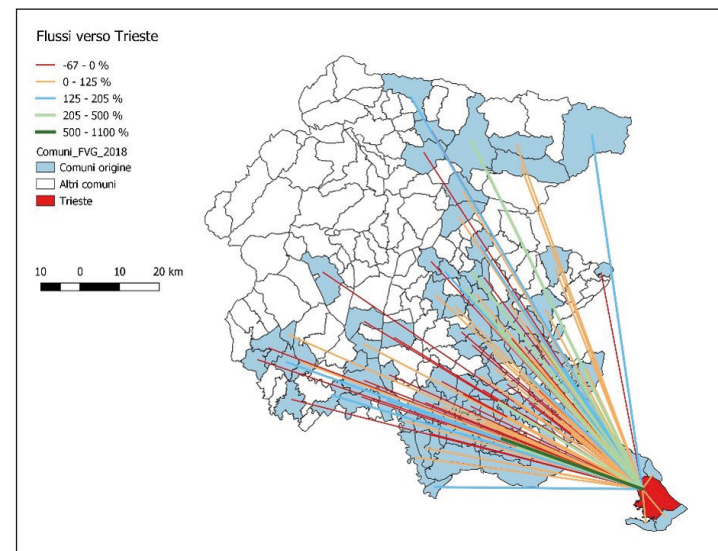 Flussi verso Trieste
-67 - 0 %
0 - 125 %
125 - 205 %
205 - 500 %
500 - 1100 %
Comuni_FVG_2018
Comuni origine
Altri comuni
Trieste
10 0 10 20 km